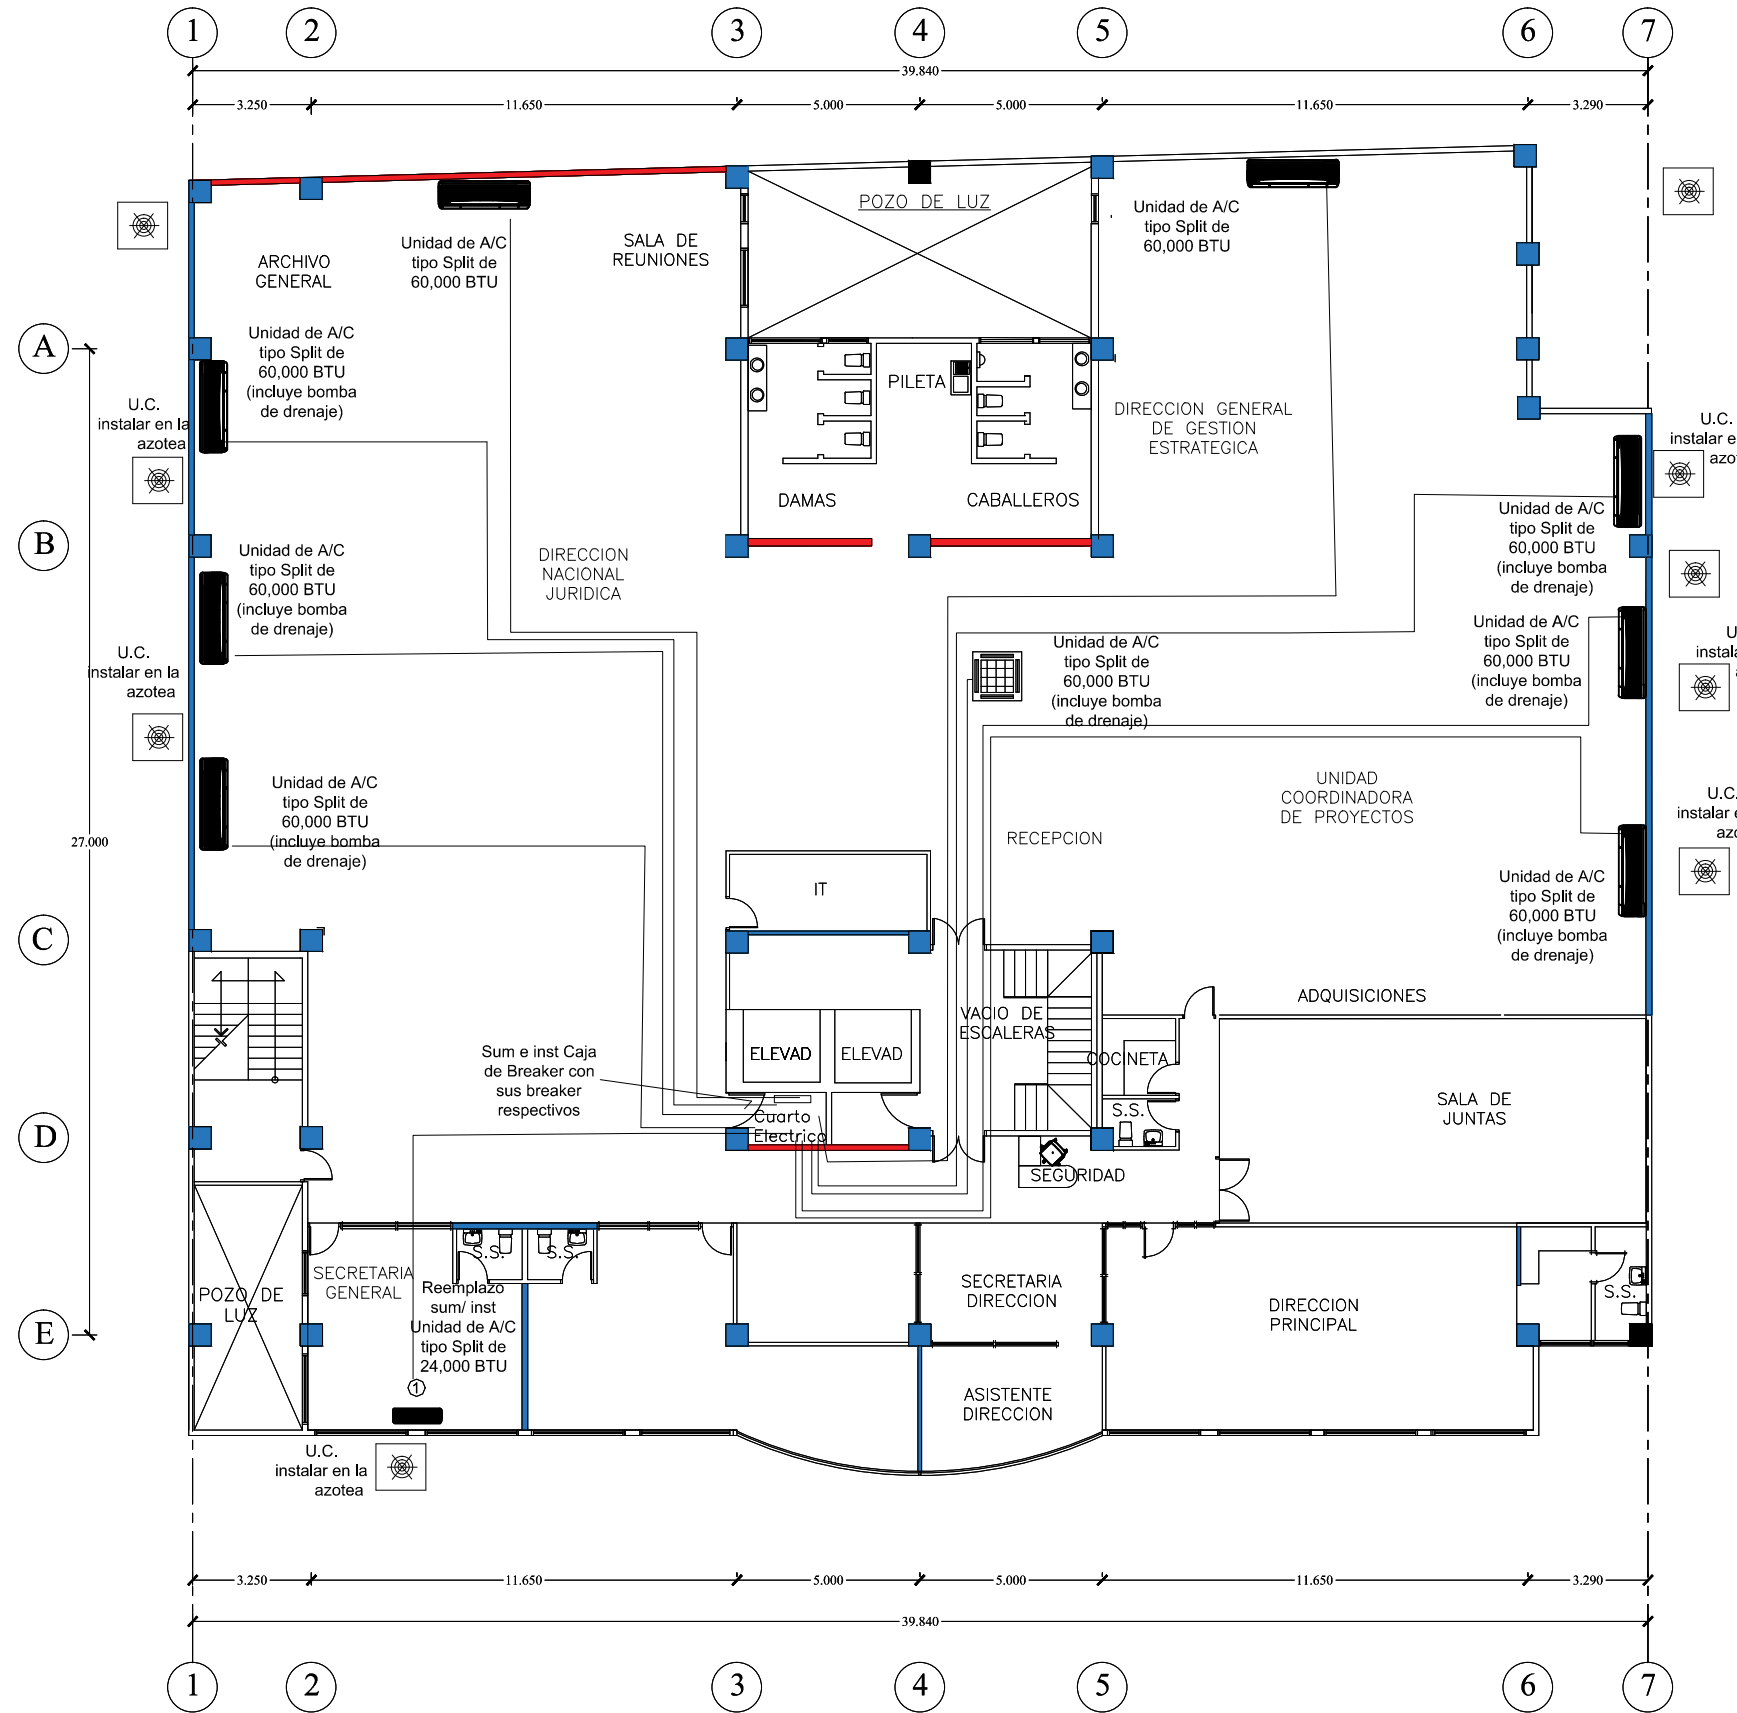 1
2
3
4
5
6
7
39.840
3.250
11.650
5.000
5.000
11.650
3.290
POZO DE LUZ
Unidad de A/C
tipo Split de
60,000 BTU
Unidad de A/C
tipo Split de
60,000 BTU
SALA DE
REUNIONES
ARCHIVO
GENERAL
A
Unidad de A/C
tipo Split de
60,000 BTU
(incluye bomba
de drenaje)
U.C.
instalar en la
azotea
PILETA
DIRECCION GENERAL
DE GESTION
ESTRATEGICA
U.C.
instalar e
azo
DAMAS
CABALLEROS
B
Unidad de A/C
tipo Split de
60,000 BTU
(incluye bomba
de drenaje)
Unidad de A/C
tipo Split de
60,000 BTU
(incluye bomba
de drenaje)
DIRECCION
NACIONAL
JURIDICA
U.C.
instalar en la
azotea
Unidad de A/C
tipo Split de
60,000 BTU
(incluye bomba
de drenaje)
Unidad de A/C
tipo Split de
60,000 BTU
(incluye bomba
de drenaje)
U
instala
Unidad de A/C
tipo Split de
60,000 BTU
(incluye bomba
de drenaje)
27.000
RECEPCION
UNIDAD
COORDINADORA
DE PROYECTOS
U.C.
instalar e
azo
IT
Unidad de A/C
tipo Split de
60,000 BTU
(incluye bomba
de drenaje)
C
ADQUISICIONES
VACIO DE
ESCALERAS
ELEVAD
ELEVAD
COCINETA
Sum e inst Caja
de Breaker con
sus breaker
respectivos
S.S.
SALA DE
JUNTAS
Cuarto
Electrico
D
SEGURIDAD
S.S.
S.S.
SECRETARIA
GENERAL
POZO DE
LUZ
Reemplazo
sum/ inst
Unidad de A/C
tipo Split de
24,000 BTU
1
SECRETARIA
DIRECCION
DIRECCION
PRINCIPAL
S.S.
E
ASISTENTE
DIRECCION
U.C.
instalar en la
azotea
3.250
11.650
5.000
5.000
11.650
3.290
39.840
1
2
3
4
5
6
7